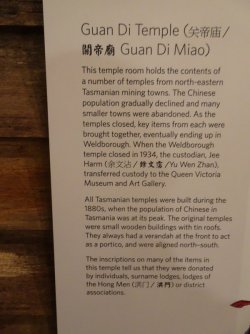 Guan Di Temple (关帝庙/
關帝廟 Guan Di Miao)
This temple room holds the contents of
a number of temples from north-eastern
Tasmanian mining towns. The Chinese
population gradually declined and many
smaller towns were abandoned. As the
temples closed, key items from each were
brought together, eventually ending up in
Weldborough. When the Weldborough
temple closed in 1934, the custodian, Jee
Harm (余文沾 / 餘文霑 /Yu Wen Zhan),
transferred custody to the Queen Victoria
Museum and Art Gallery.
All Tasmanian temples were built during the
1880s, when the population of Chinese in
Tasmania was at its peak. The original temples
were small wooden buildings with tin roofs.
They always had a verandah at the front to act
as a portico, and were aligned north–south.
The inscriptions on many of the items in
this temple tell us that they were donated
by individuals, surname lodges, lodges of
the Hong Men (洪门 / 洪門) or district
associations.